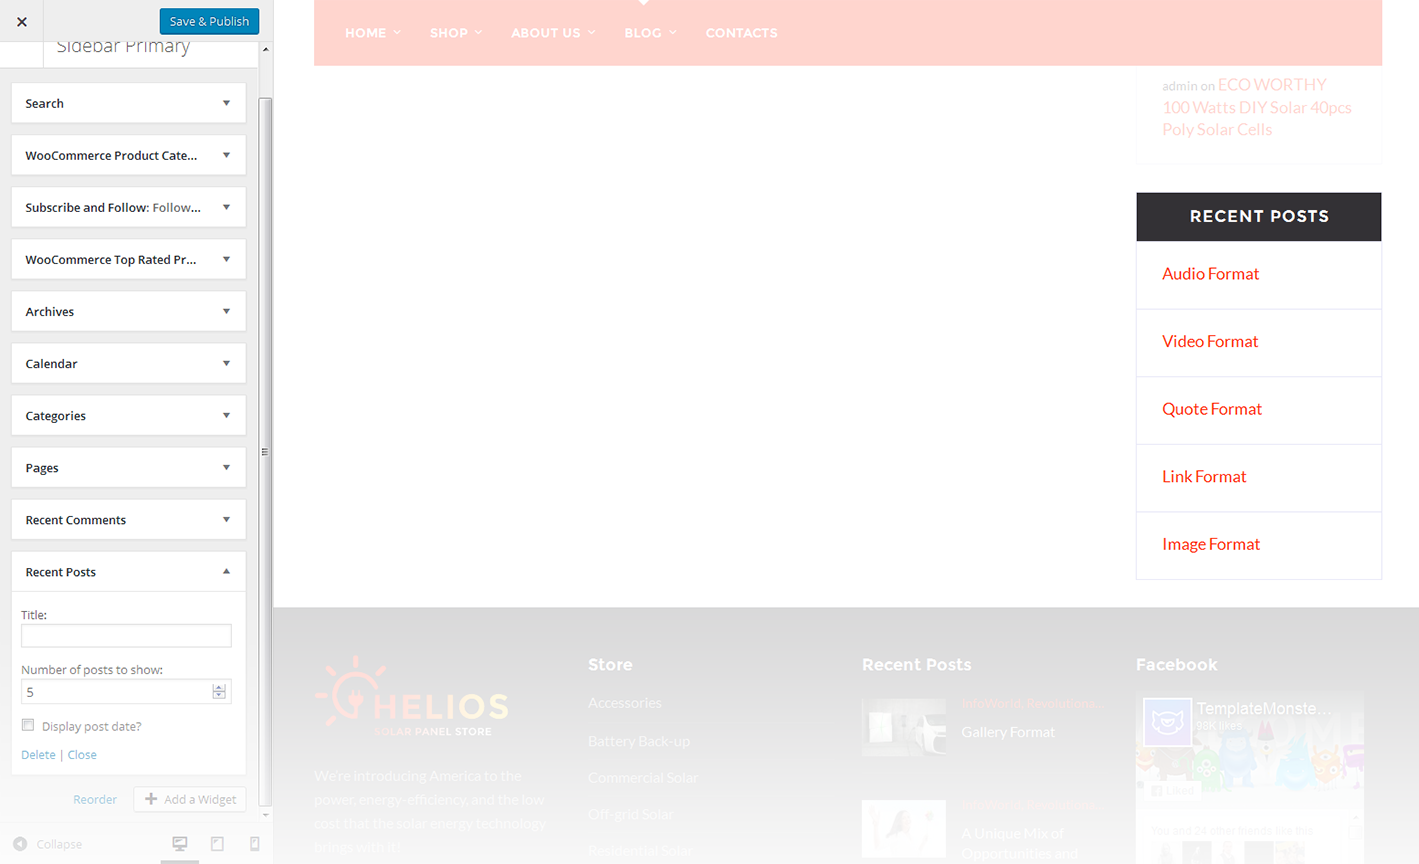 Save & Publish
Sidebar Primary
Search
WooCommerce Product Cate...
Subscribe and Follow: Follow...
WooCommerce Top Rated Pr...
Archives
Calendar
Categories
Pages
Recent Comments
Recent Posts
Title:
Number of posts to show:
5
Display post date?
Delete | Close
Reorder
Add a Widget
Collapse
HOME
SHOP
ABOUT US
BLOG
CONTACTS
admin on ECO WORTHY
100 Watts DIY Solar 40pcs
Poly Solar Cells
RECENT POSTS
Audio Format
Video Format
Quote Format
Link Format
Image Format
HELIOS
SOLAR PANEL STORE
We're introducing America to the
power, energy-efficiency, and the low
cost that the solar energy technology
brings with it!
Store
Accessories
Battery Back-up
Commercial Solar
Off-grid Solar
Residential Solar
Recent Posts
InfoWorld, Revolutions...
Gallery Format
InfoWorld, Revolutions...
A Unique Mix of
Opportunities and
Facebook
TemplateMonste...
98K likes
Liked
You and 24 other friends like this